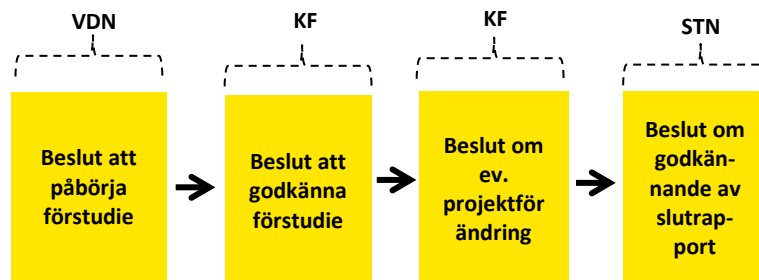 VDN
KF
KF
STN
Beslut att
påbörja
förstudie
Beslut att
godkänna
förstudie
Beslut om
ev.
projektför
ändring
Beslut om
godkän-
nande av
slutrap-
port